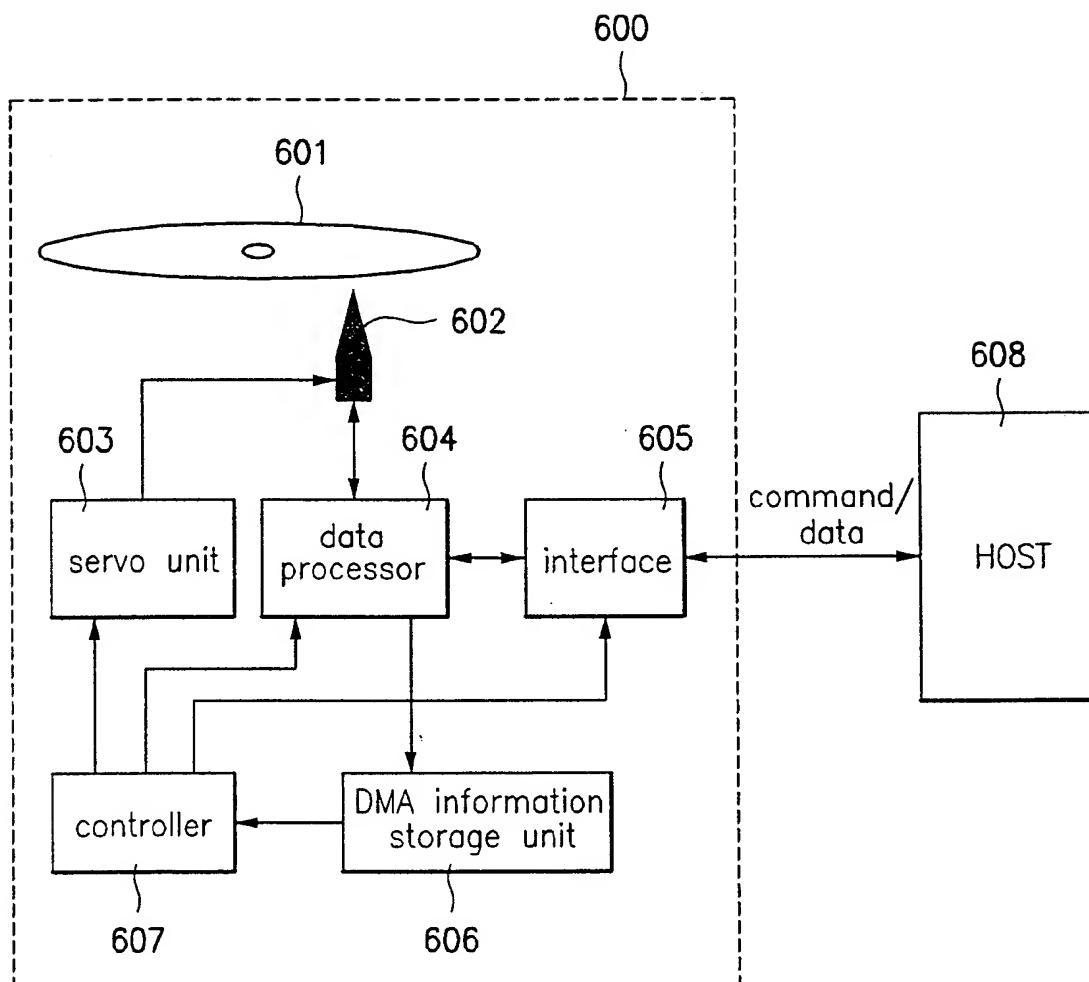 600
601
602
608
603
604
605
command/
data
servo unit
data
processor
interface
HOST
controller
DMA information
storage unit
607
606